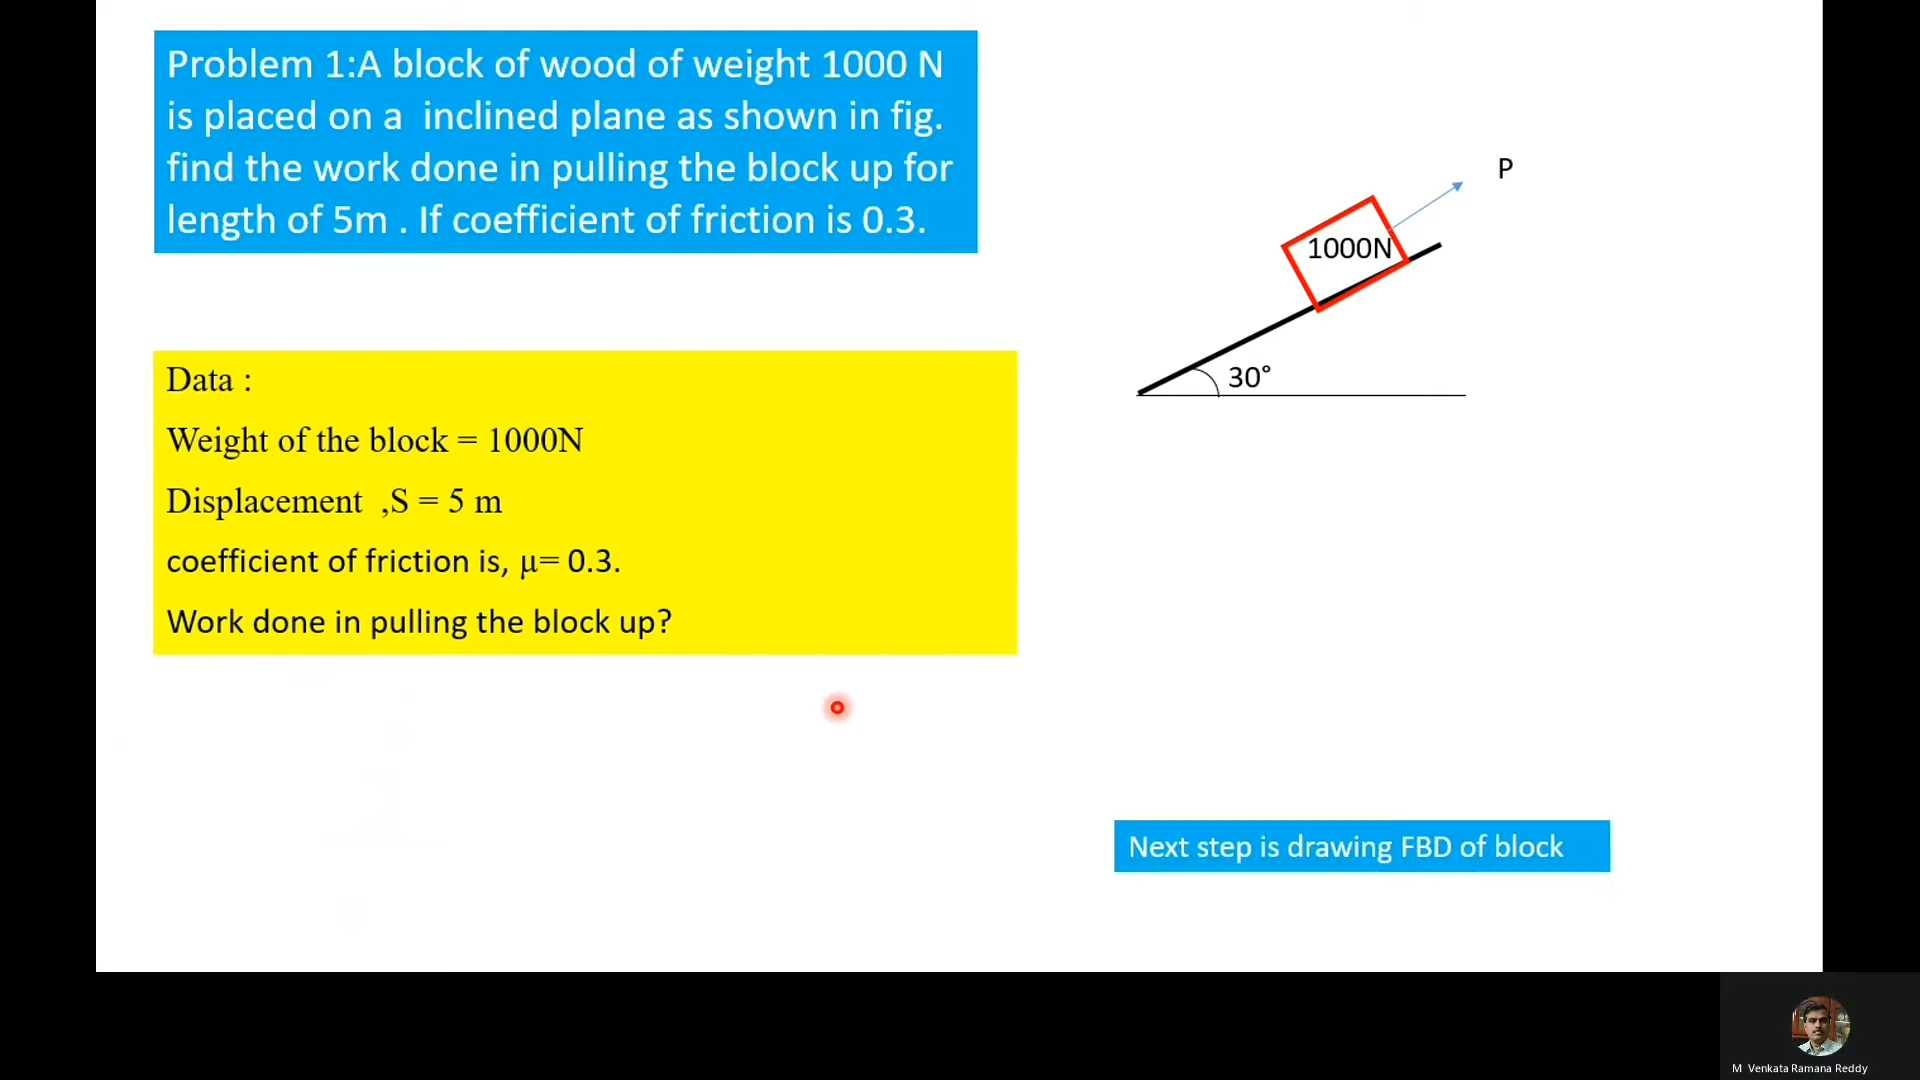 Problem 1:A block of wood of weight 1000 N
is placed on a  inclined plane as shown in fig.
find the work done in pulling the block up for
length of 5m . If coefficient of friction is 0.3.
P
1000N
30°
Data :
Weight of the block = 1000N
Displacement  ,S = 5 m
coefficient of friction is, μ= 0.3.
Work done in pulling the block up?
Next step is drawing FBD of block
M Venkata Ramana Reddy